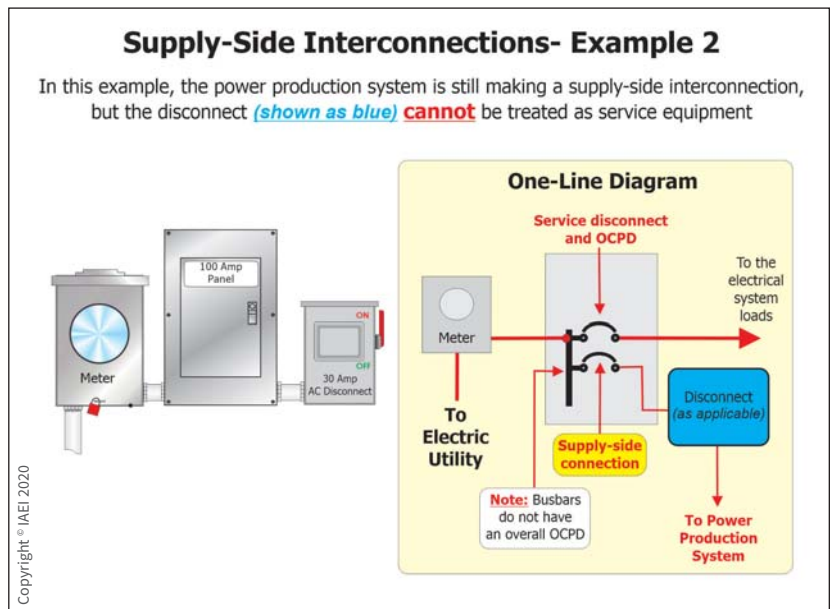 Supply-Side Interconnections- Example 2
In this example, the power production system is still making a supply-side interconnection,
but the disconnect (shown as blue) cannot be treated as service equipment
Meter
100 Amp
Panel
ON
OFF
30 Amp
AC Disconnect
One-Line Diagram
Service disconnect
and OCPD
To the
electrical
system
loads
Meter
To
Electric
Utility
Supply-side
connection
Disconnect
(as applicable)
Note: Busbars
do not have
an overall OCPD
To Power
Production
System
Copyright © IAEI 2020